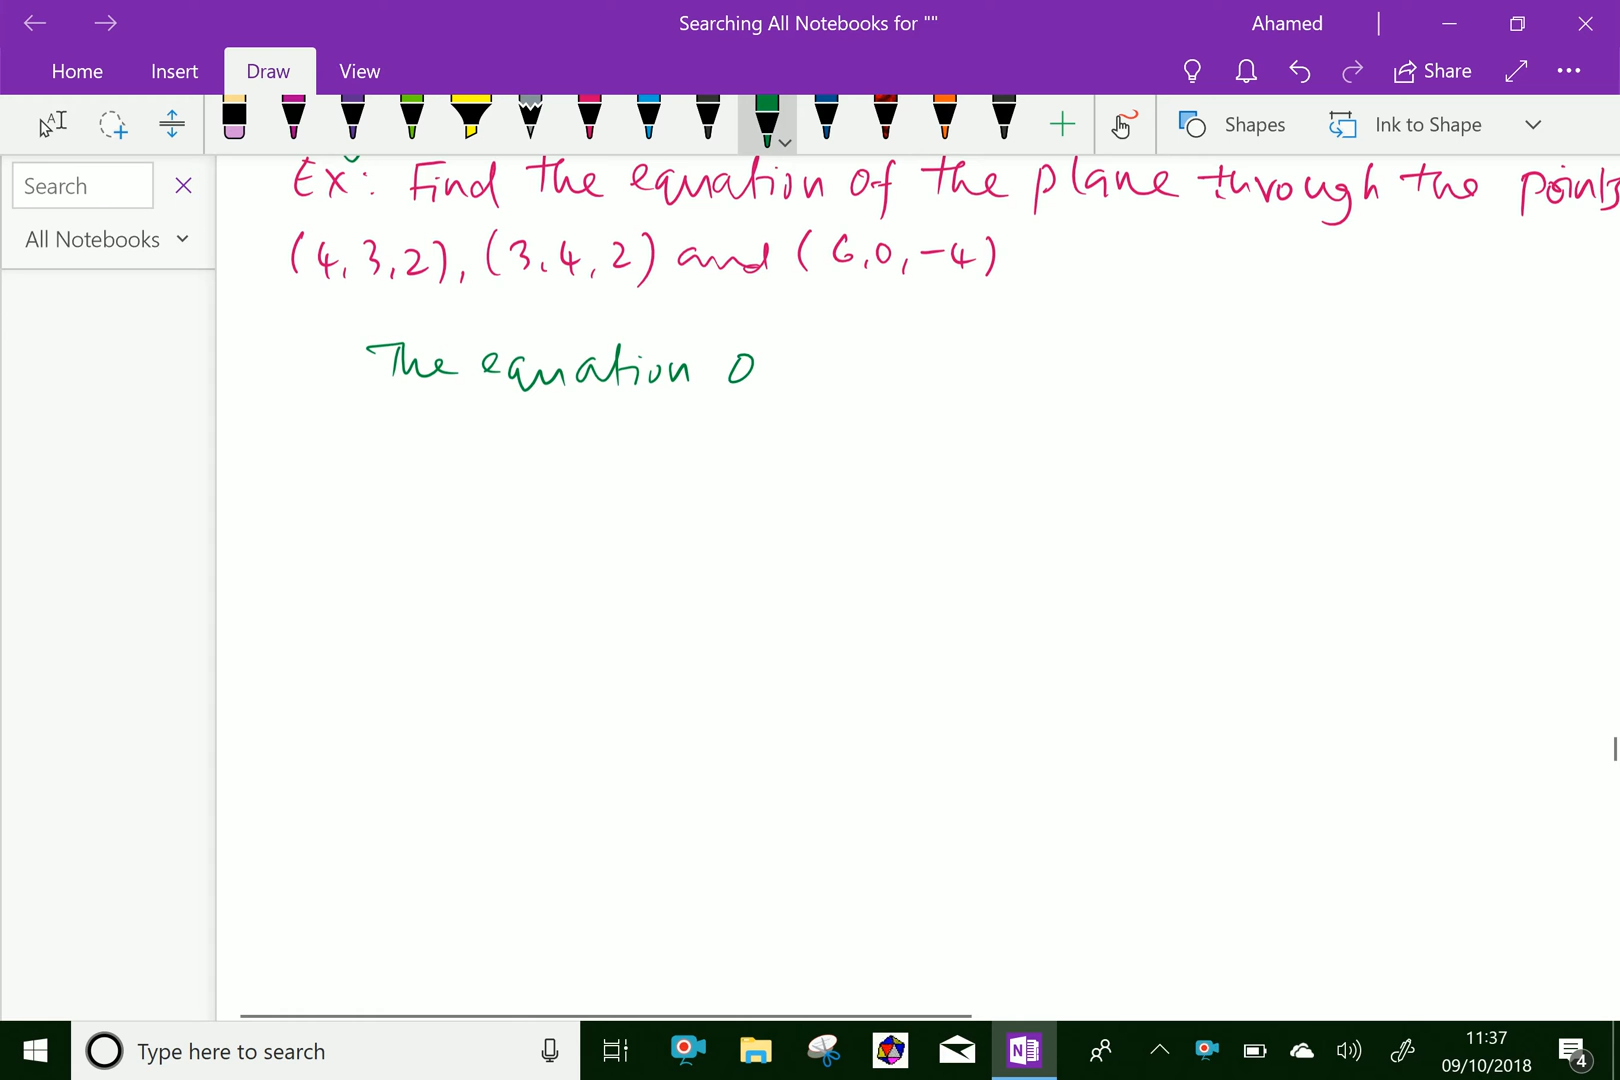 Searching All Notebooks for ""
Ahamed
Home Insert Draw View
Share
Shapes
Ink to Shape
Search
All Notebooks
Ex: Find the equation of the plane through the points
(4,3,2), (3,4,2) and (6,0,-4)
The equation o
Type here to search
11:37
09/10/2018
4